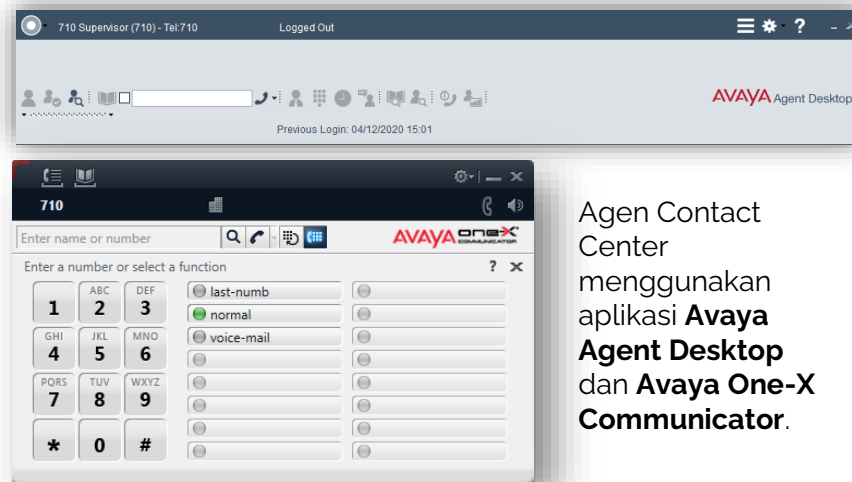 710 Supervisor (710) - Tel:710 Logged Out ?
AVAYA Agent Desktop
Previous Login: 04/12/2020 15:01
710
Enter name or number
AVAYA one-X
COMMUNICATOR
Enter a number or select a function ? x
1
ABC
2
DEF
3
GHI
4
JKL
5
MNO
6
PQRS
7
TUV
8
WXYZ
9
*
0
#
last-numb
normal
voice-mail
Agen Contact
Center
menggunakan
aplikasi Avaya
Agent Desktop
dan Avaya One-X
Communicator.